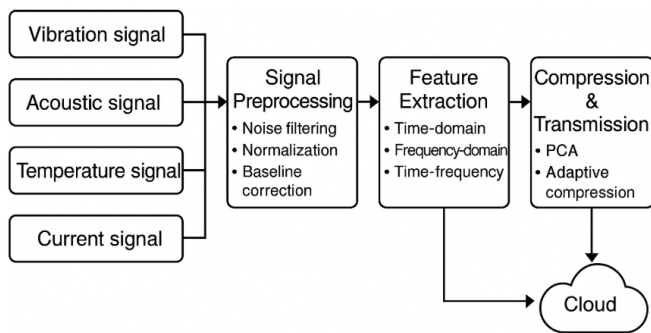 Vibration signal
Acoustic signal
Temperature signal
Current signal
Signal
Preprocessing
• Noise filtering
• Normalization
• Baseline
correction
Feature
Extraction
• Time-domain
• Frequency-domain
• Time-frequency
Compression
&
Transmission
• PCA
• Adaptive
compression
Cloud